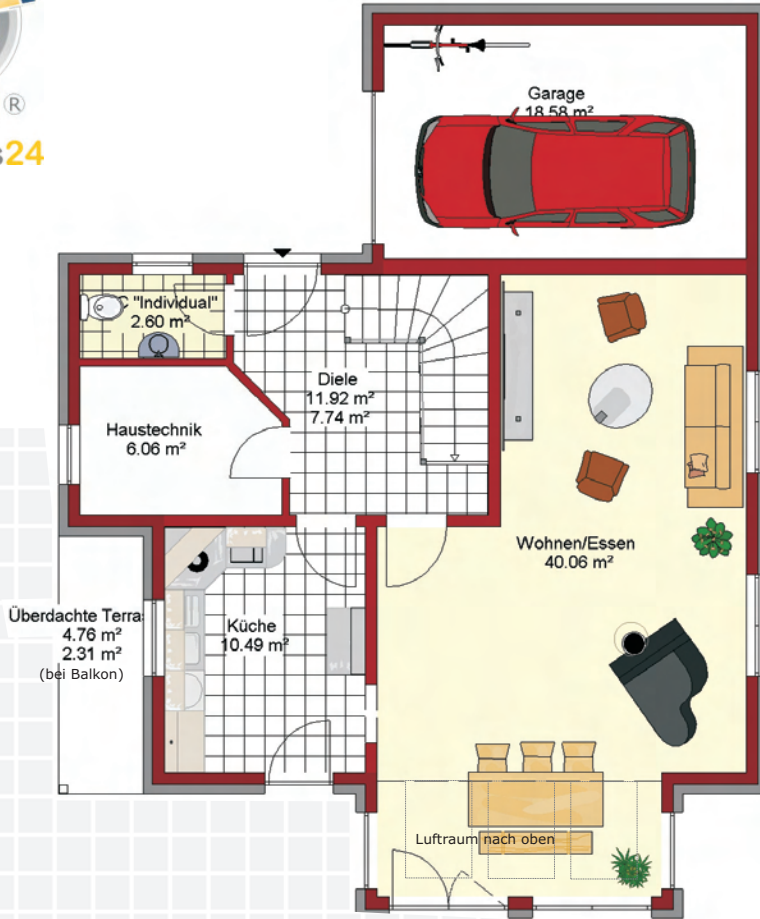 ®
s24
Garage
18.58 m²
C "Individual"
2.60 m²
Diele
11.92 m²
7.74 m²
Haustechnik
6.06 m²
Wohnen/Essen
40.06 m²
Überdachte Terra
4.76 m²
2.31 m²
(bei Balkon)
Küche
10.49 m²
Luftraum nach oben